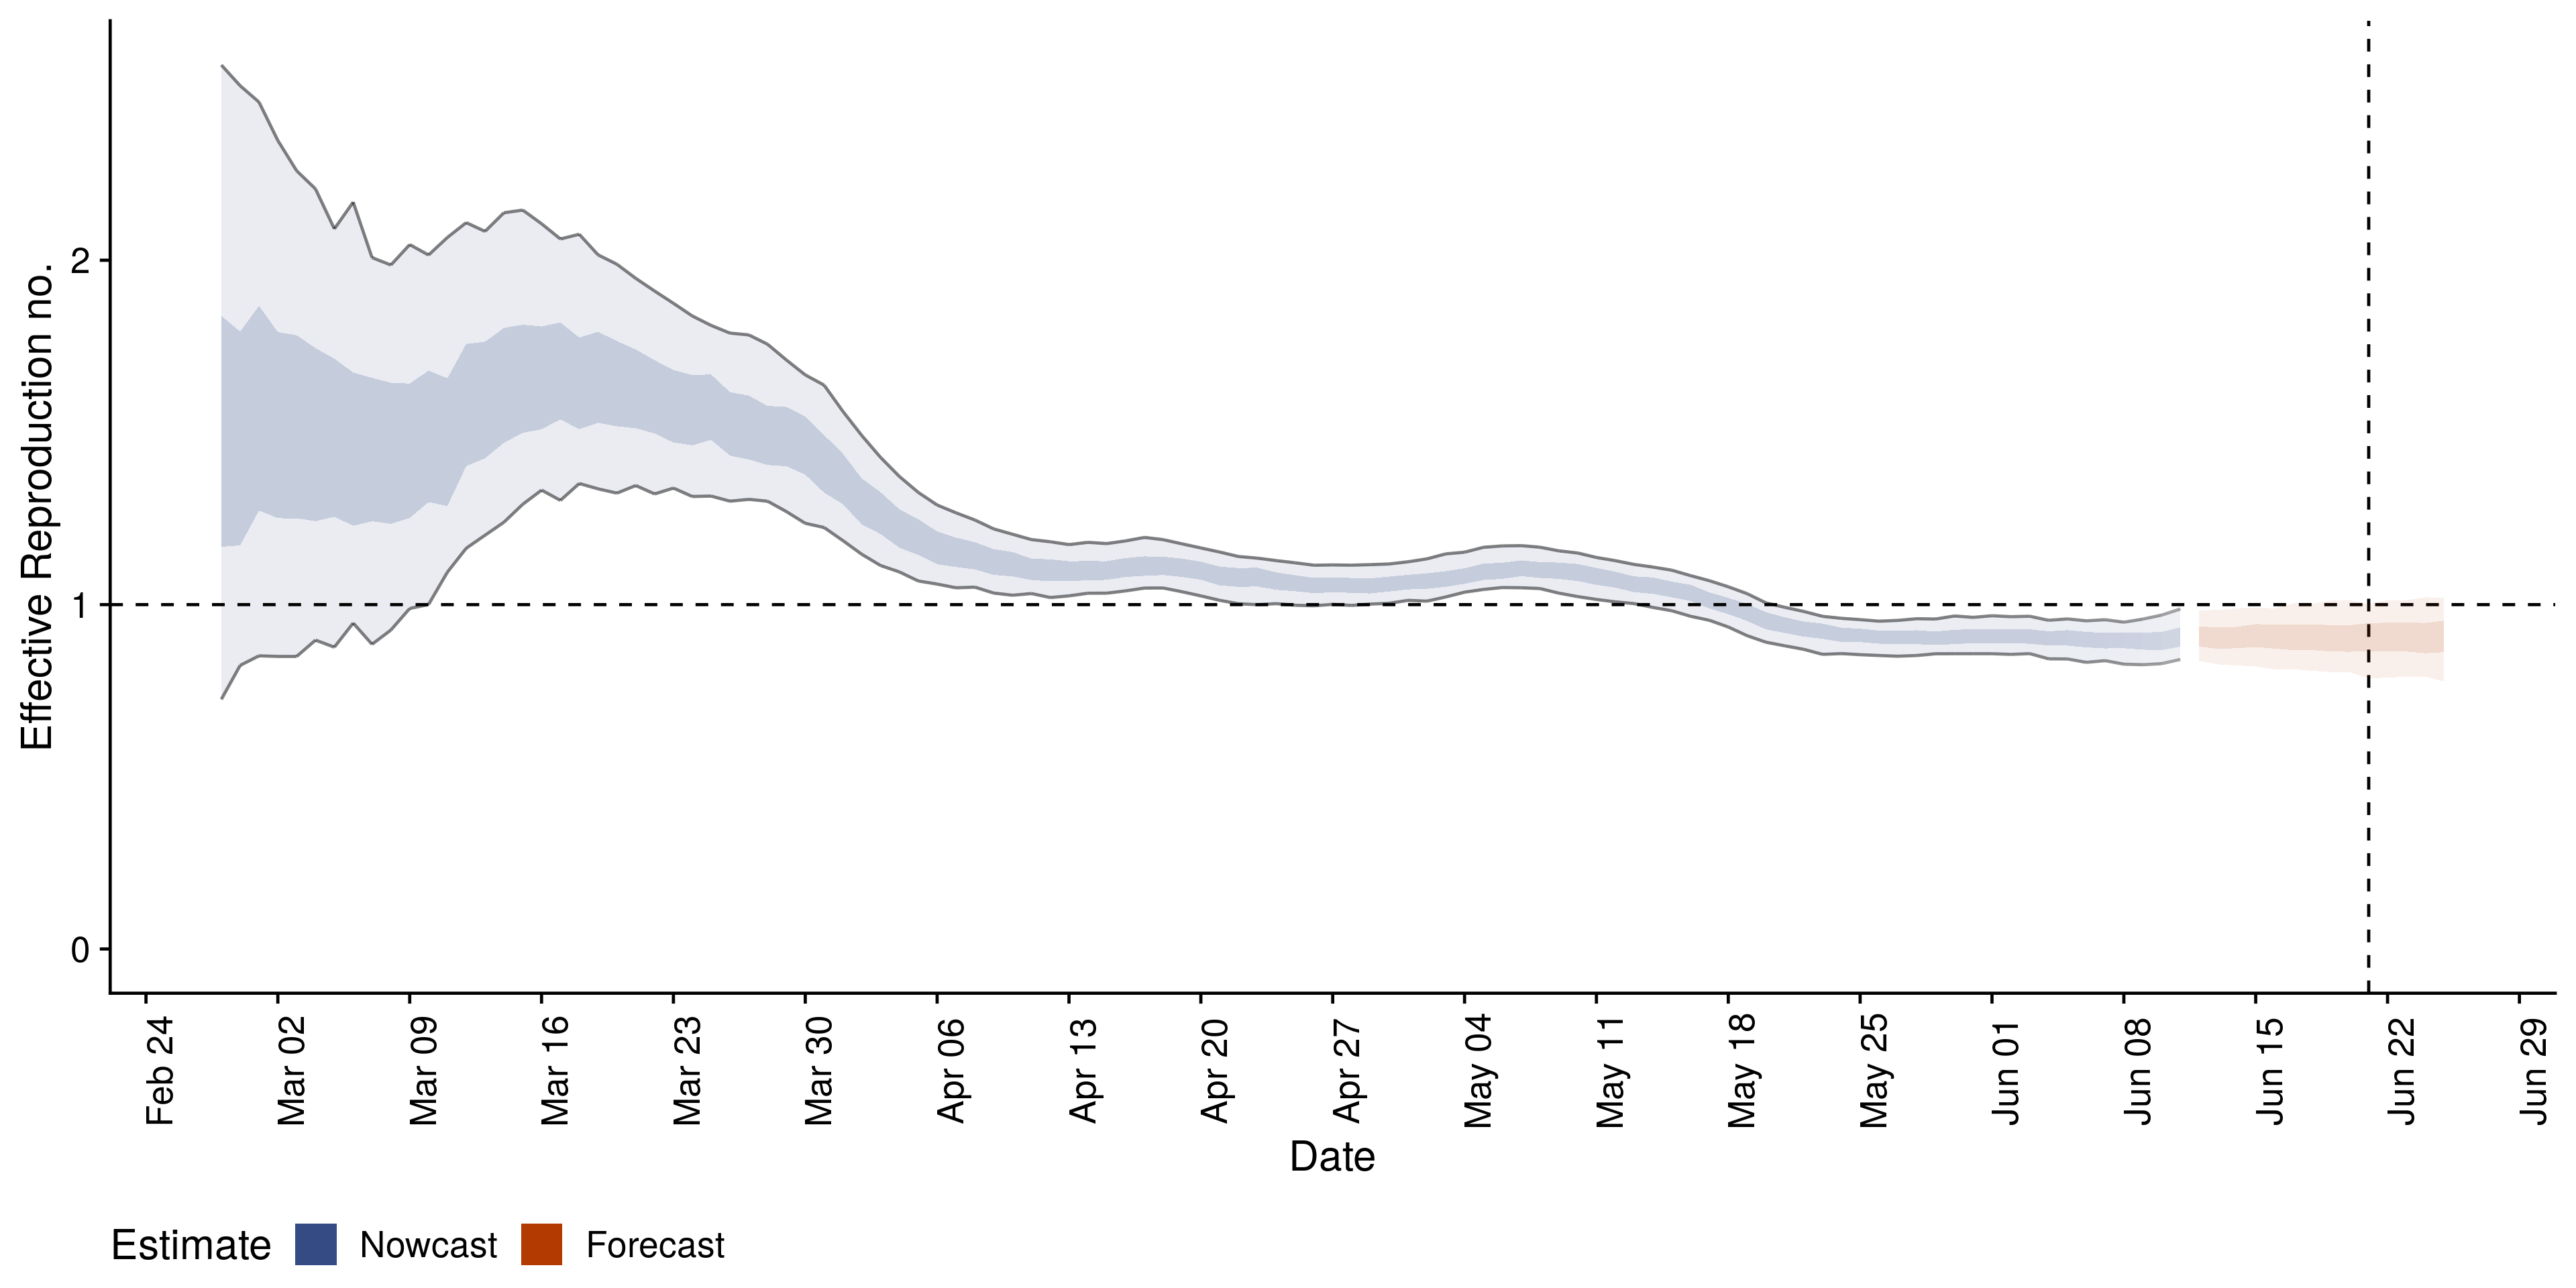 Effective Reproduction no.
2
1
0
Feb 24
Mar 02
Mar 09
Mar 16
Mar 23
Mar 30
Apr 06
Apr 13
Apr 20
Apr 27
May 04
May 11
May 18
May 25
Jun 01
Jun 08
Jun 15
Jun 22
Jun 29
Date
Estimate Nowcast Forecast